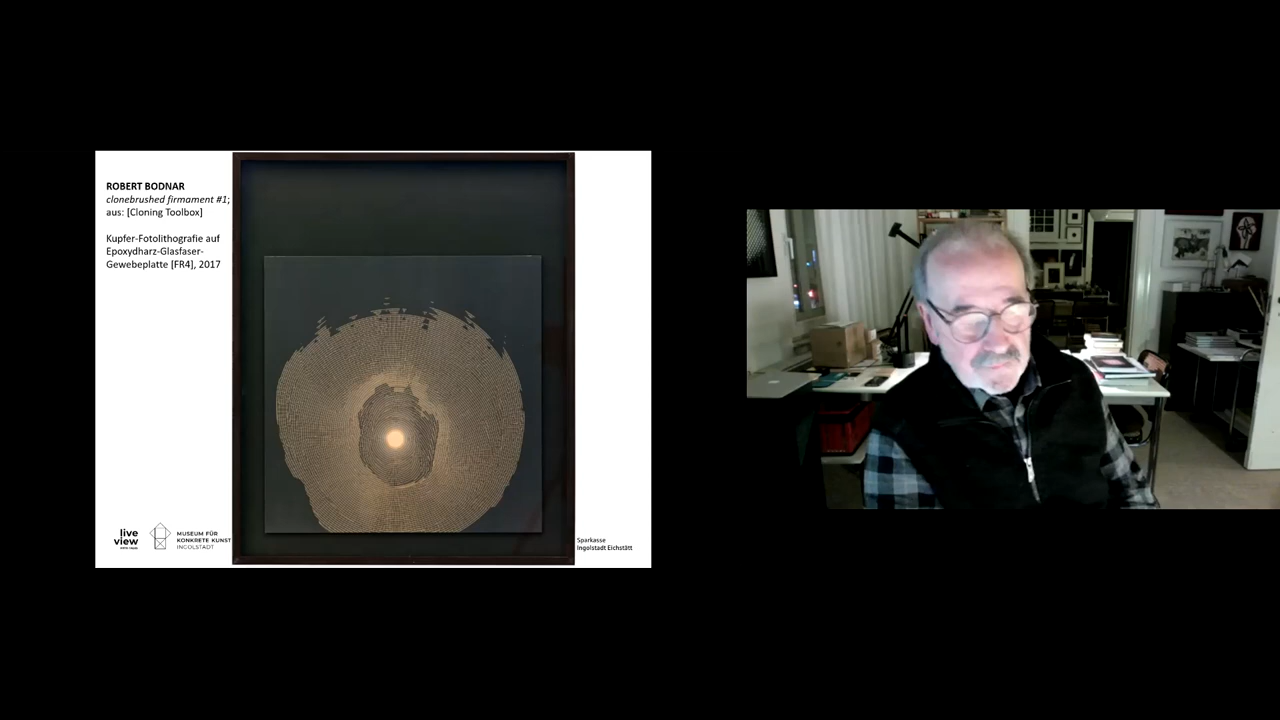 ROBERT BODNAR
clonebrushed firmament #1;
aus: [Cloning Toolbox]
Kupfer-Fotolithografie auf
Epoxydharz-Glasfaser-
Gewebeplatte [FR4], 2017
live
view
MUSEUM FÜR
KONKRETE KUNST
INGOLSTADT
Sparkasse
Ingolstadt Eichstätt